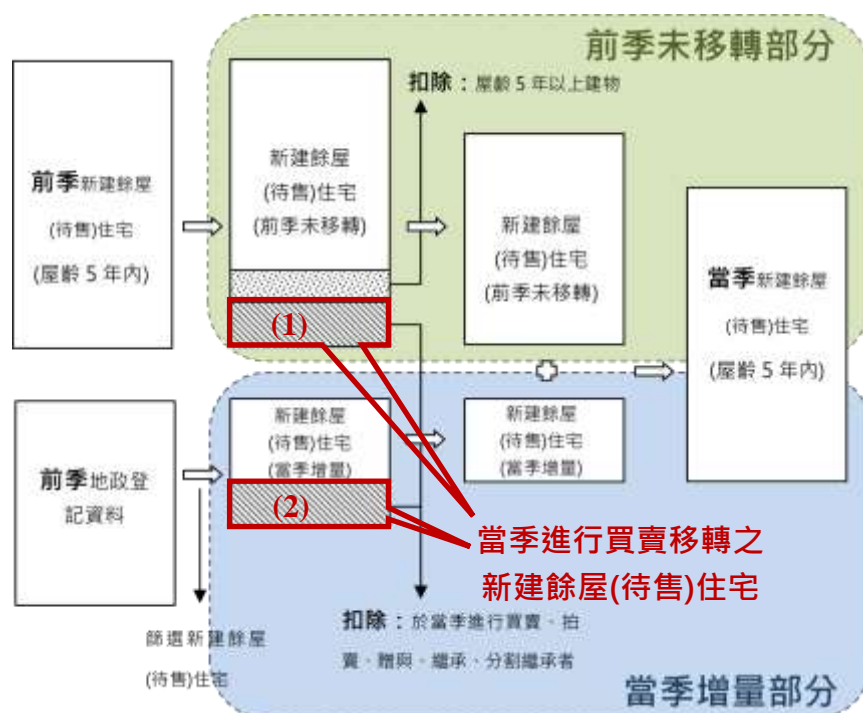 前季未移轉部分
扣除：屋齡 5 年以上建物
前季新建餘屋
(待售)住宅
(屋齡 5 年內)
新建餘屋
(待售)住宅
(前季未移轉)
(1)
新建餘屋
(待售)住宅
(前季未移轉)
當季新建餘屋
(待售)住宅
(屋齡 5 年內)
前季地政登
記資料
新建餘屋
(待售)住宅
(當季增量)
(2)
新建餘屋
(待售)住宅
(當季增量)
當季進行買賣移轉之
新建餘屋(待售)住宅
篩選新建餘屋
(待售)住宅
扣除：於當季進行買賣、拍
賣、贈與、繼承、分割繼承者
當季增量部分